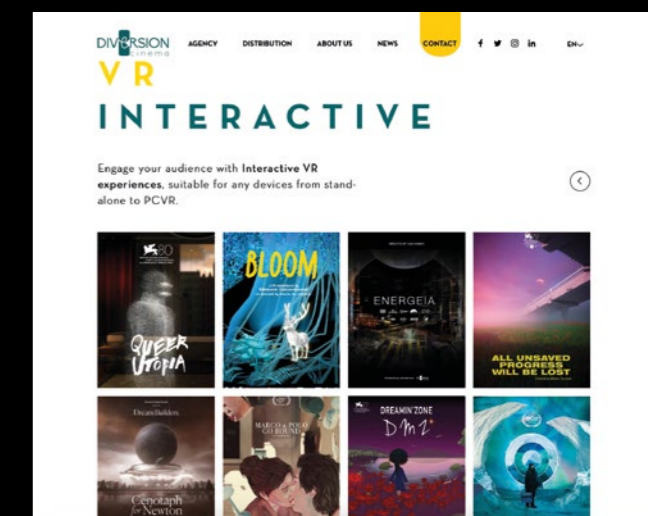 DIVERSION
cinema
AGENCY
DISTRIBUTION
ABOUT US
NEWS
CONTACT
EN
VR
INTERACTIVE
Engage your audience with Interactive VR
experiences, suitable for any devices from stand-
alone to PCVR.
80
QUEER
UTOPIA
BLOOM
ENERGEIA
ALL UNSAVED
PROGRESS
WILL BE LOST
DreamBuilders
Cenotaph
for Newton
MARCO & POLO
GO ROUND
DREAMIN'ZONE
DMZ